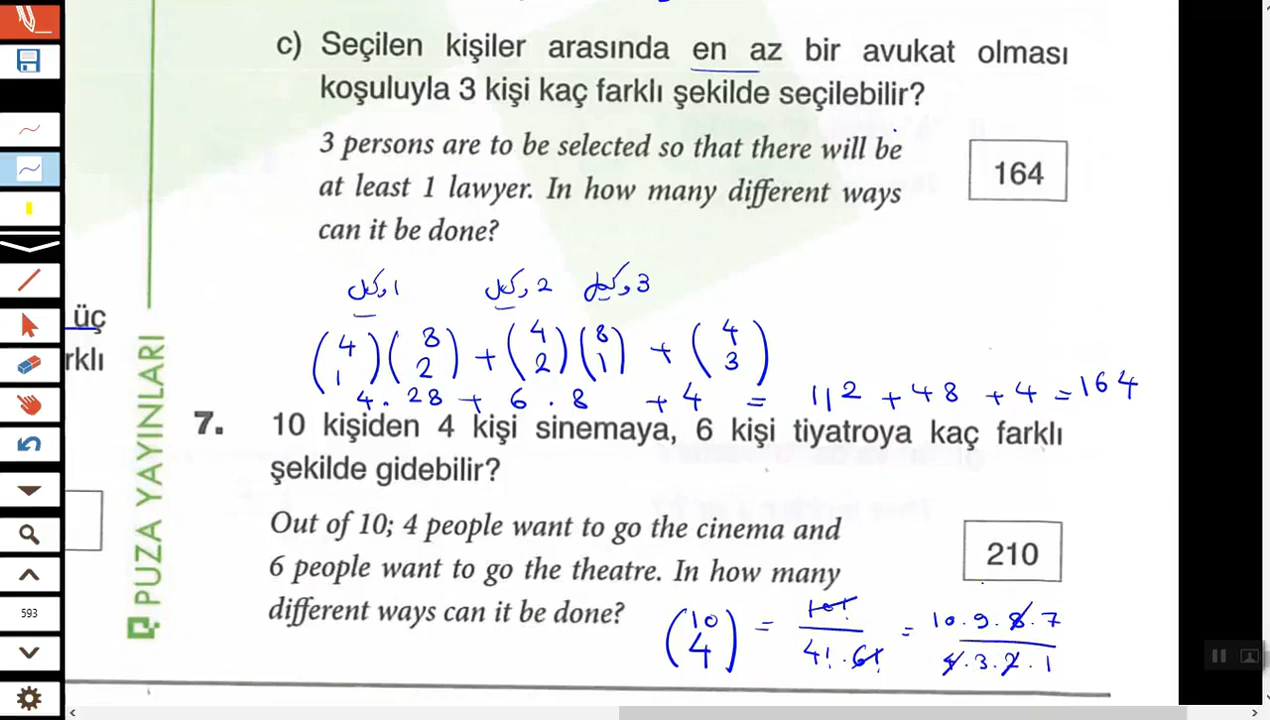 c) Seçilen kişiler arasında en az bir avukat olması
koşuluyla 3 kişi kaç farklı şekilde seçilebilir?
3 persons are to be selected so that there will be
at least 1 lawyer. In how many different ways
can it be done?
164
1 وكيل 2 وكيل 3 وكيل
(4 1)(8 2) + (4 2)(8 1) + (4 3)
4 . 28 + 6 . 8 + 4 = 112 + 48 + 4 = 164
7. 10 kişiden 4 kişi sinemaya, 6 kişi tiyatroya kaç farklı
şekilde gidebilir?
Out of 10; 4 people want to go the cinema and
6 people want to go the theatre. In how many
different ways can it be done?
210
(10 4) = 10! / 4! . 6! = 10 . 9 . 8 . 7 / 4 . 3 . 2 . 1
üç
rklı
PUZA YAYINLARI
593